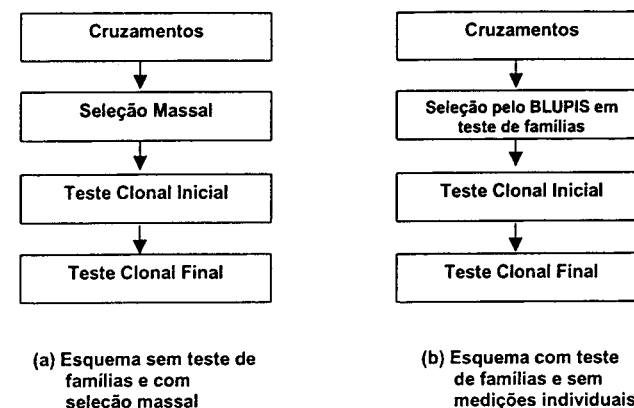 Cruzamentos
Seleção Massal
Teste Clonal Inicial
Teste Clonal Final
(a) Esquema sem teste de
famílias e com
seleção massal
Cruzamentos
Seleção pelo BLUPIS em
teste de famílias
Teste Clonal Inicial
Teste Clonal Final
(b) Esquema com teste
de famílias e sem
medições individuais